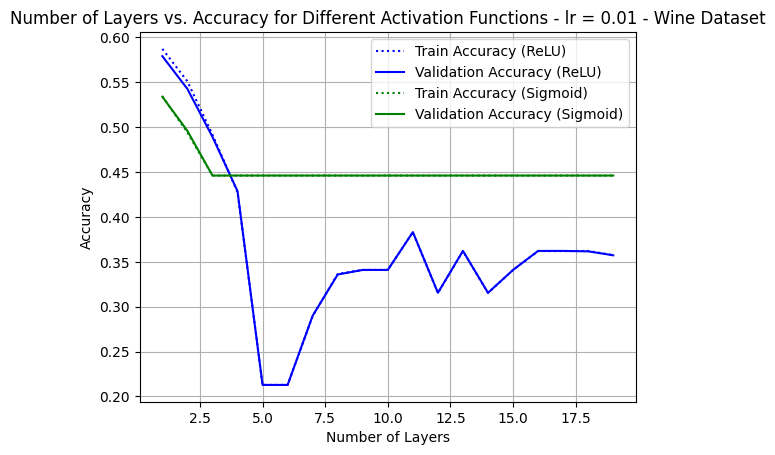 Number of Layers vs. Accuracy for Different Activation Functions - lr = 0.01 - Wine Dataset
Train Accuracy (ReLU)
Validation Accuracy (ReLU)
Train Accuracy (Sigmoid)
Validation Accuracy (Sigmoid)
Accuracy
0.60
0.55
0.50
0.45
0.40
0.35
0.30
0.25
0.20
2.5 5.0 7.5 10.0 12.5 15.0 17.5
Number of Layers